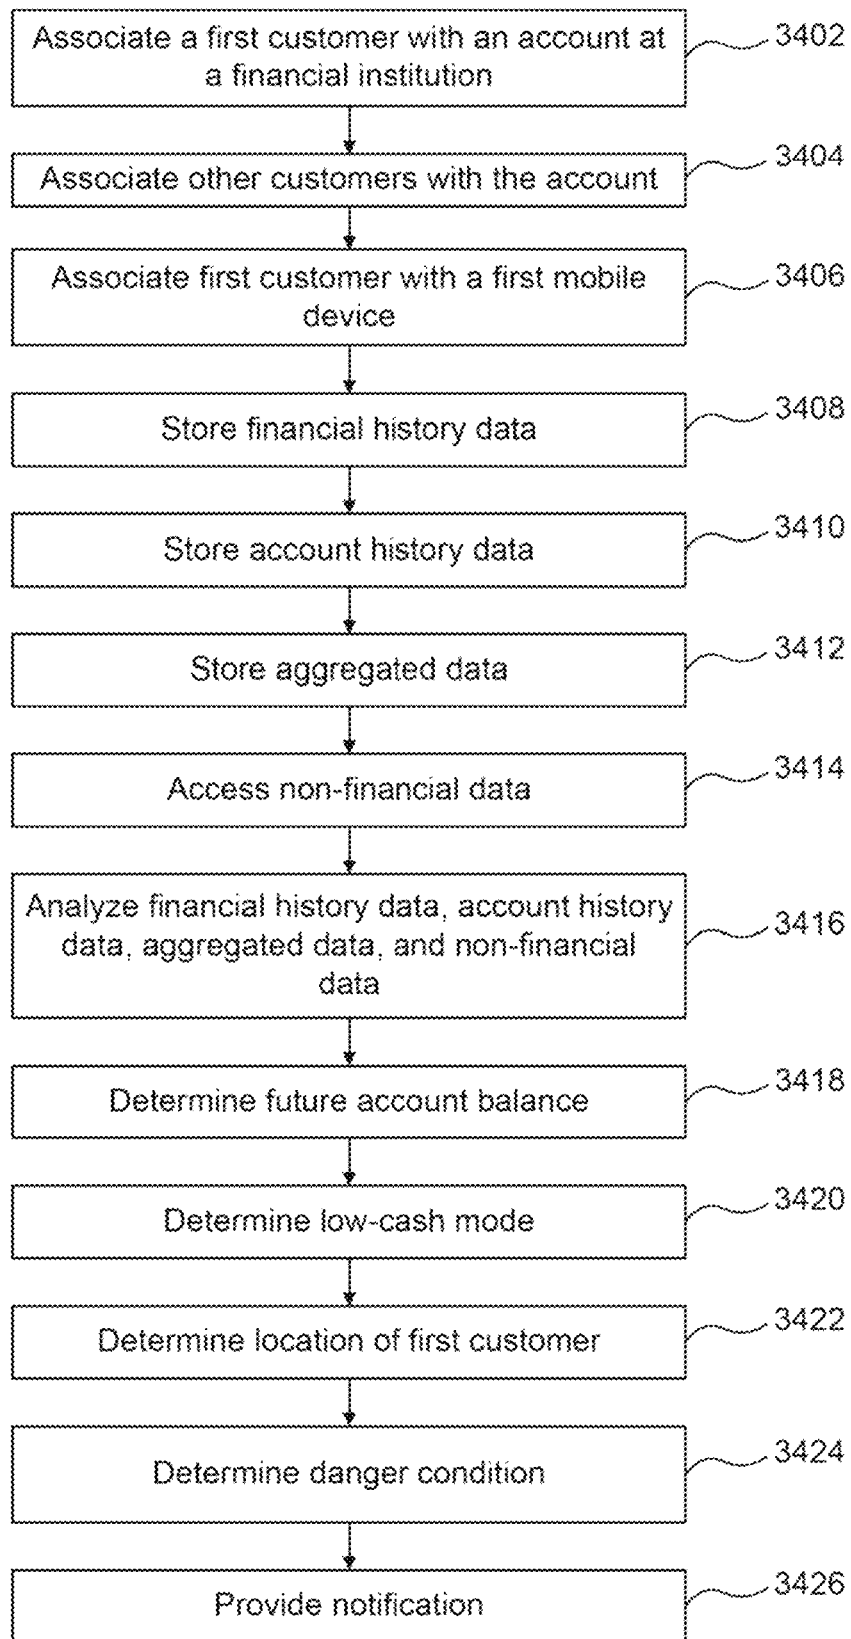 Associate a first customer with an account at
a financial institution
3402
Associate other customers with the account
3404
Associate first customer with a first mobile
device
3406
Store financial history data
3408
Store account history data
3410
Store aggregated data
3412
Access non-financial data
3414
Analyze financial history data, account history
data, aggregated data, and non-financial
data
3416
Determine future account balance
3418
Determine low-cash mode
3420
Determine location of first customer
3422
Determine danger condition
3424
Provide notification
3426